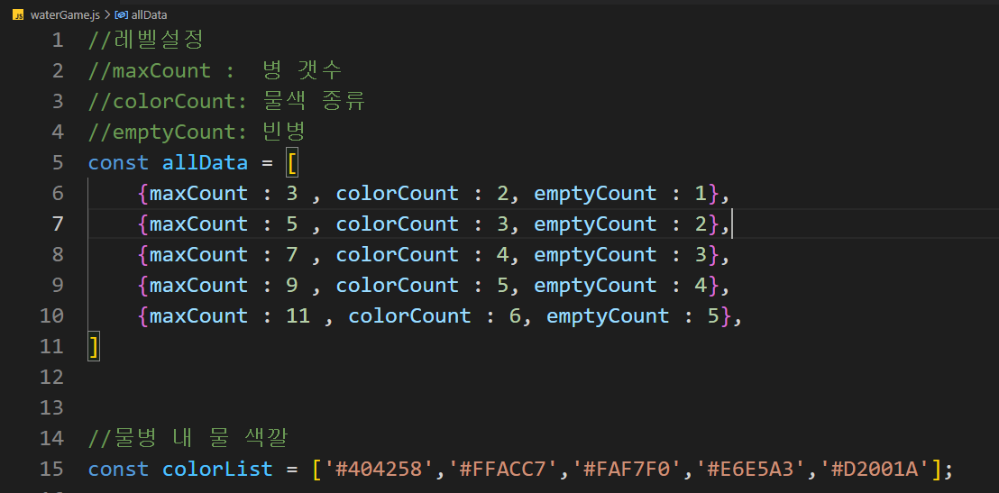 JS waterGame.js > allData
1 //레벨설정
2 //maxCount :  병 갯수
3 //colorCount: 물색 종류
4 //emptyCount: 빈병
5 const allData = [
6     {maxCount : 3 , colorCount : 2, emptyCount : 1},
7     {maxCount : 5 , colorCount : 3, emptyCount : 2},
8     {maxCount : 7 , colorCount : 4, emptyCount : 3},
9     {maxCount : 9 , colorCount : 5, emptyCount : 4},
10     {maxCount : 11 , colorCount : 6, emptyCount : 5},
11 ]
12
13
14 //물병 내 물 색깔
15 const colorList = ['#404258','#FFACC7','#FAF7F0','#E6E5A3','#D2001A'];